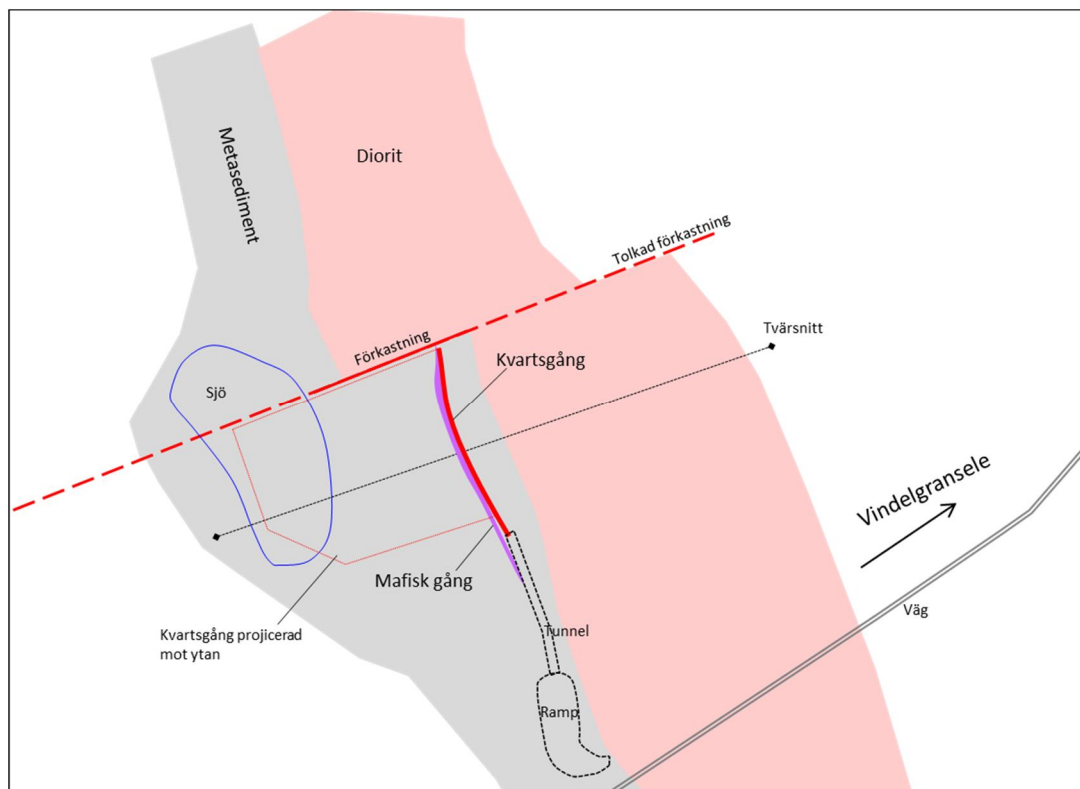 Metasediment
Diorit
Tolkad förkastning
Tvärsnitt
Förkastning
Kvartsgång
Sjö
Vindelgransele
Mafisk gång
Väg
Kvartsgång projicerad
mot ytan
Tunnel
Ramp